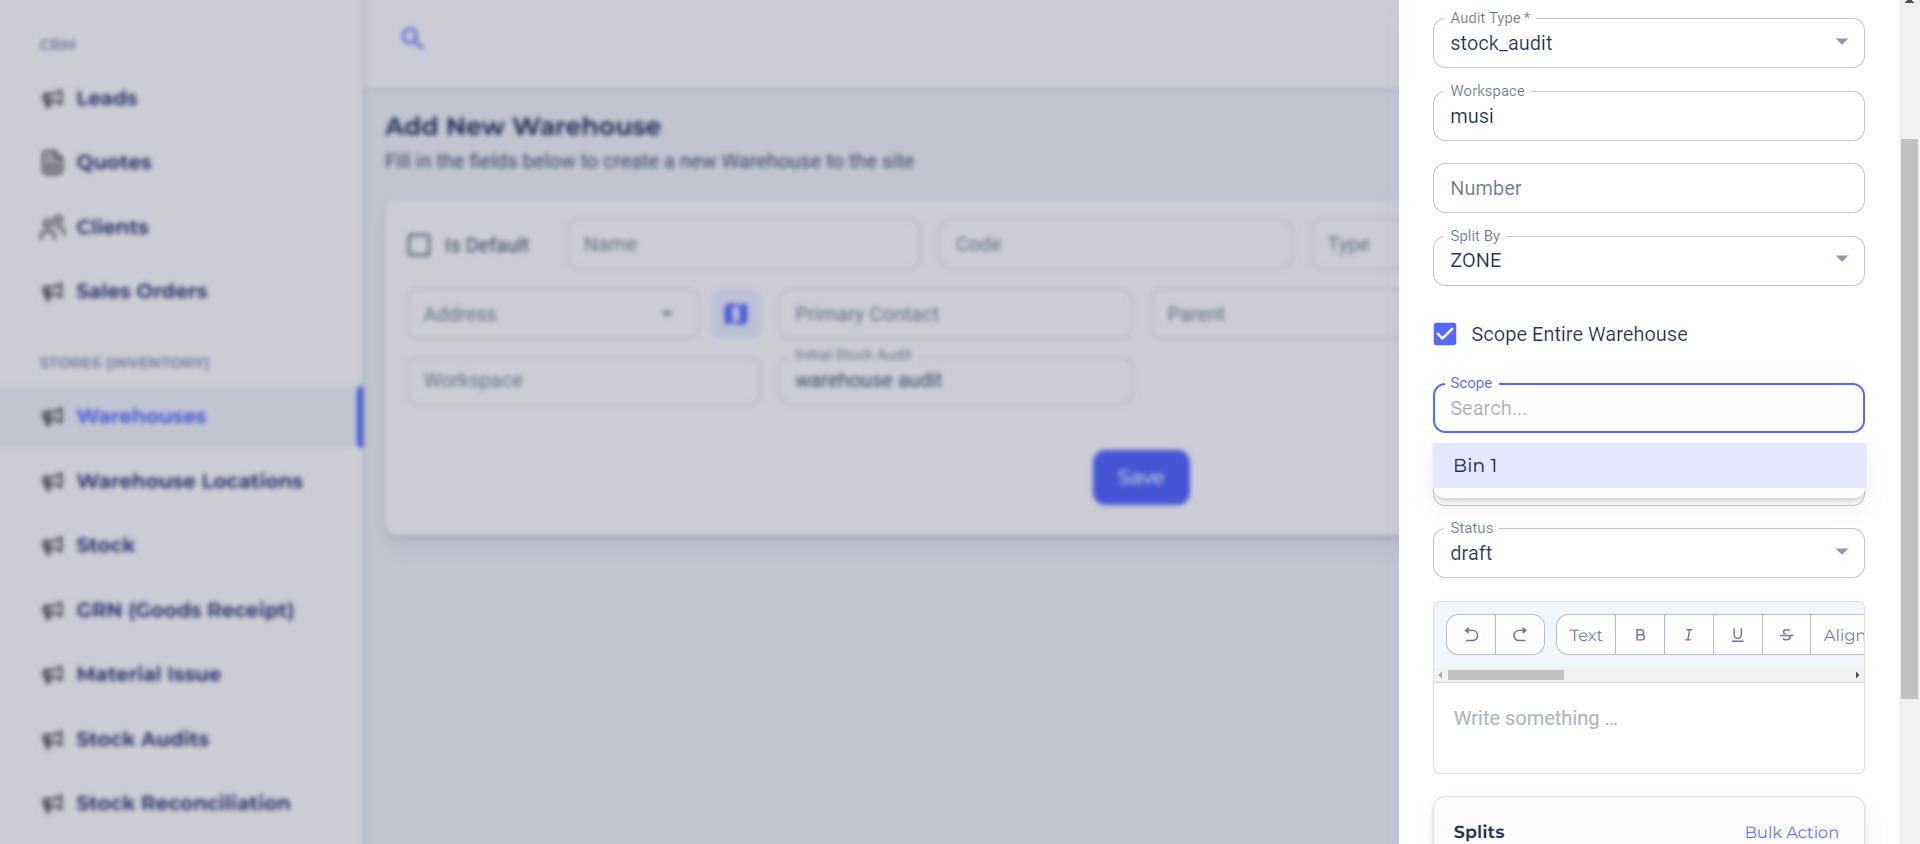 CRM
Leads
Quotes
Clients
Sales Orders
STORES (INVENTORY)
Warehouses
Warehouse Locations
Stock
GRN (Goods Receipt)
Material Issue
Stock Audits
Stock Reconciliation
Add New Warehouse
Fill in the fields below to create a new Warehouse to the site
Is Default
Name
Code
Type
Address
Primary Contact
Parent
Workspace
Initial Stock Audit
warehouse audit
Save
Audit Type *
stock_audit
Workspace
musi
Number
Split By
ZONE
Scope Entire Warehouse
Scope
Search...
Bin 1
Status
draft
Text B I U S Align
Write something ...
Splits Bulk Action